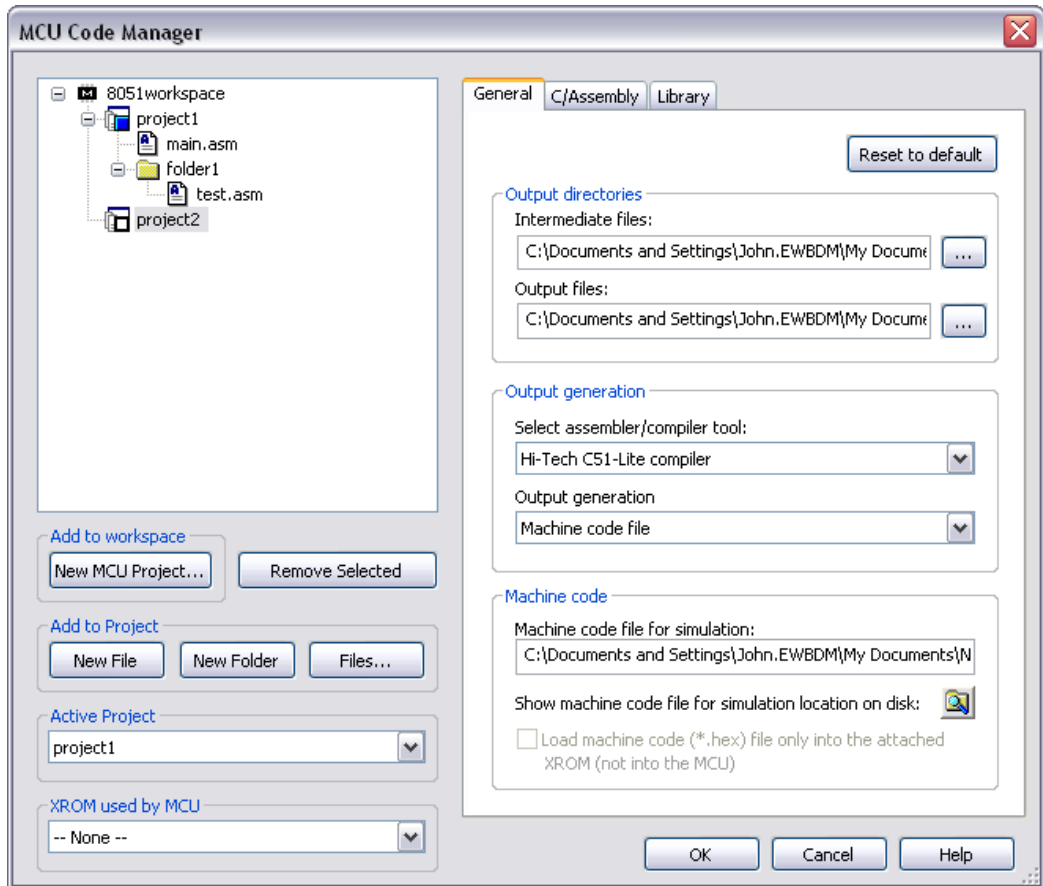 MCU Code Manager
8051workspace
project1
main.asm
folder1
test.asm
project2
Add to workspace
New MCU Project...
Remove Selected
Add to Project
New File
New Folder
Files...
Active Project
project1
XROM used by MCU
-- None --
General
C/Assembly
Library
Reset to default
Output directories
Intermediate files:
C:\Documents and Settings\John.EWBDM\My Docume
...
Output files:
C:\Documents and Settings\John.EWBDM\My Docume
...
Output generation
Select assembler/compiler tool:
Hi-Tech C51-Lite compiler
Output generation
Machine code file
Machine code
Machine code file for simulation:
C:\Documents and Settings\John.EWBDM\My Documents\N
Show machine code file for simulation location on disk:
Load machine code (*.hex) file only into the attached
XROM (not into the MCU)
OK
Cancel
Help